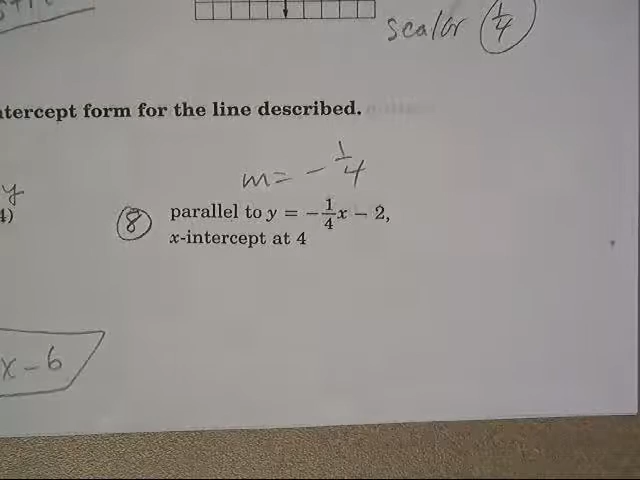 scalar 1/4
ntercept form for the line described.
m = - 1/4
y
4)
8 parallel to y = -1/4x - 2,
x-intercept at 4
x - 6